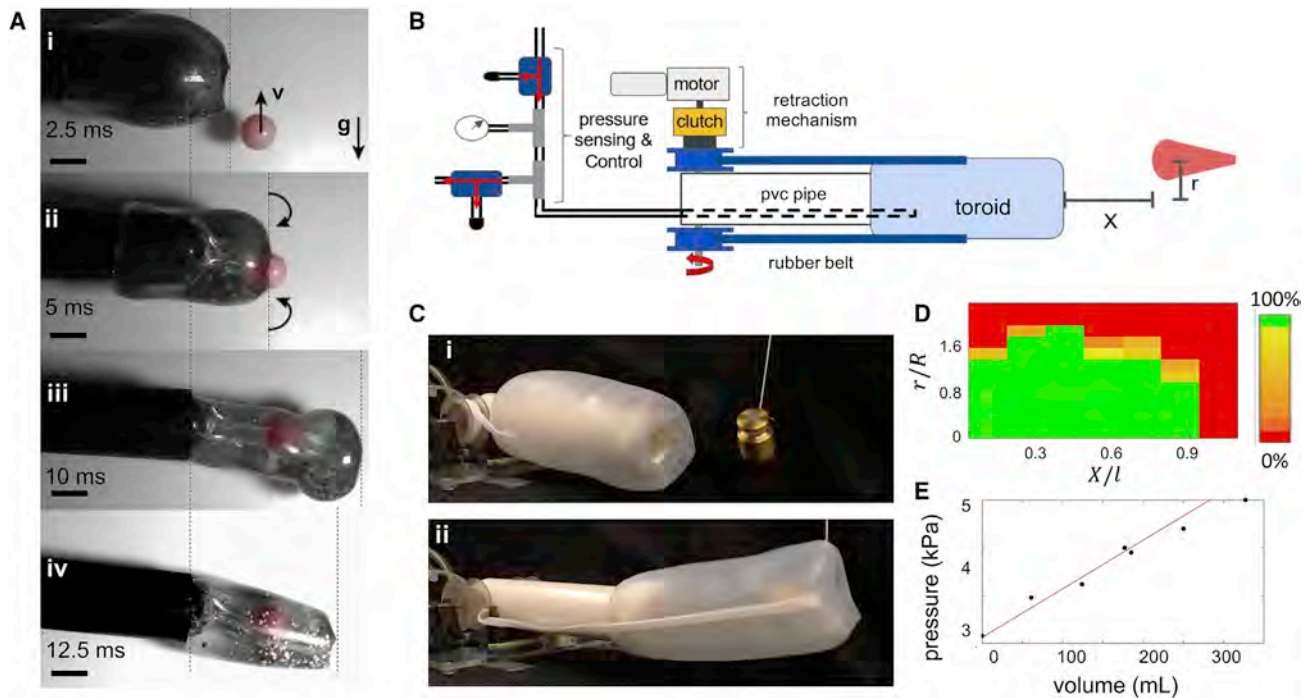 A
i
v
g
2.5 ms
ii
5 ms
iii
10 ms
iv
12.5 ms
B
pressure
sensing &
Control
motor
clutch
retraction
mechanism
pvc pipe
toroid
rubber belt
X
r
C
i
ii
D
r/R
1.6
0.8
0
0.3
0.6
0.9
X/l
100%
0%
E
pressure (kPa)
5
4
3
0
100
200
300
volume (mL)